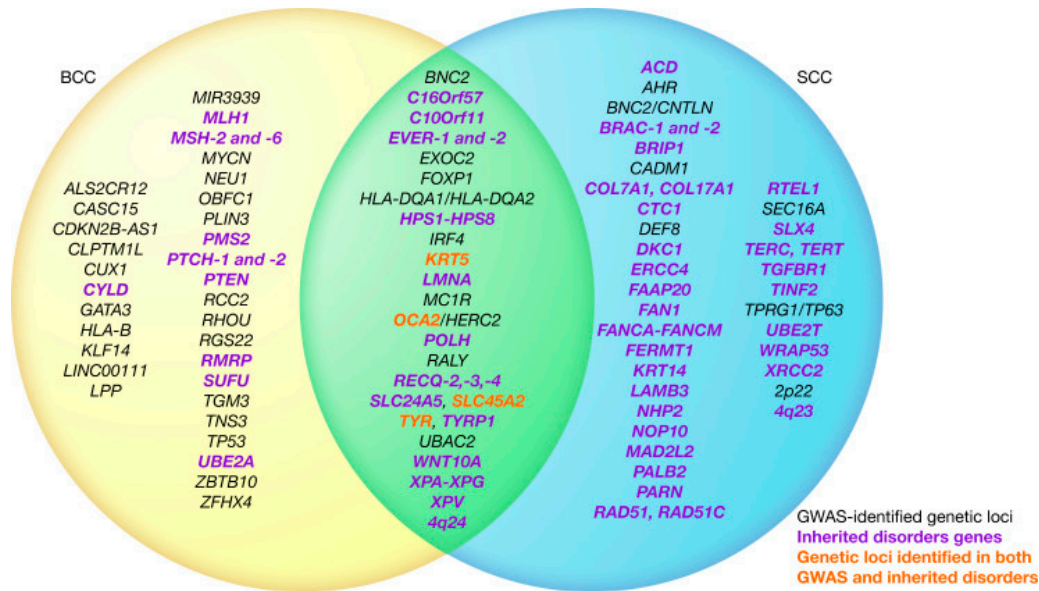 BCC
ALS2CR12
CASC15
CDKN2B-AS1
CLPTM1L
CUX1
CYLD
GATA3
HLA-B
KLF14
LINC00111
LPP
MIR3939
MLH1
MSH-2 and -6
MYCN
NEU1
OBFC1
PLIN3
PMS2
PTCH-1 and -2
PTEN
RCC2
RHOU
RGS22
RMRP
SUFU
TGM3
TNS3
TP53
UBE2A
ZBTB10
ZFHX4
BNC2
C16Orf57
C10Orf11
EVER-1 and -2
EXOC2
FOXP1
HLA-DQA1/HLA-DQA2
HPS1-HPS8
IRF4
KRT5
LMNA
MC1R
OCA2/HERC2
POLH
RALY
RECQ-2,-3,-4
SLC24A5, SLC45A2
TYR, TYRP1
UBAC2
WNT10A
XPA-XPG
XPV
4q24
SCC
ACD
AHR
BNC2/CNTLN
BRAC-1 and -2
BRIP1
CADM1
COL7A1, COL17A1
CTC1
DEF8
DKC1
ERCC4
FAAP20
FAN1
FANCA-FANCM
FERMT1
KRT14
LAMB3
NHP2
NOP10
MAD2L2
PALB2
PARN
RAD51, RAD51C
RTEL1
SEC16A
SLX4
TERC, TERT
TGFBR1
TINF2
TPRG1/TP63
UBE2T
WRAP53
XRCC2
2p22
4q23
GWAS-identified genetic loci
Inherited disorders genes
Genetic loci identified in both
GWAS and inherited disorders